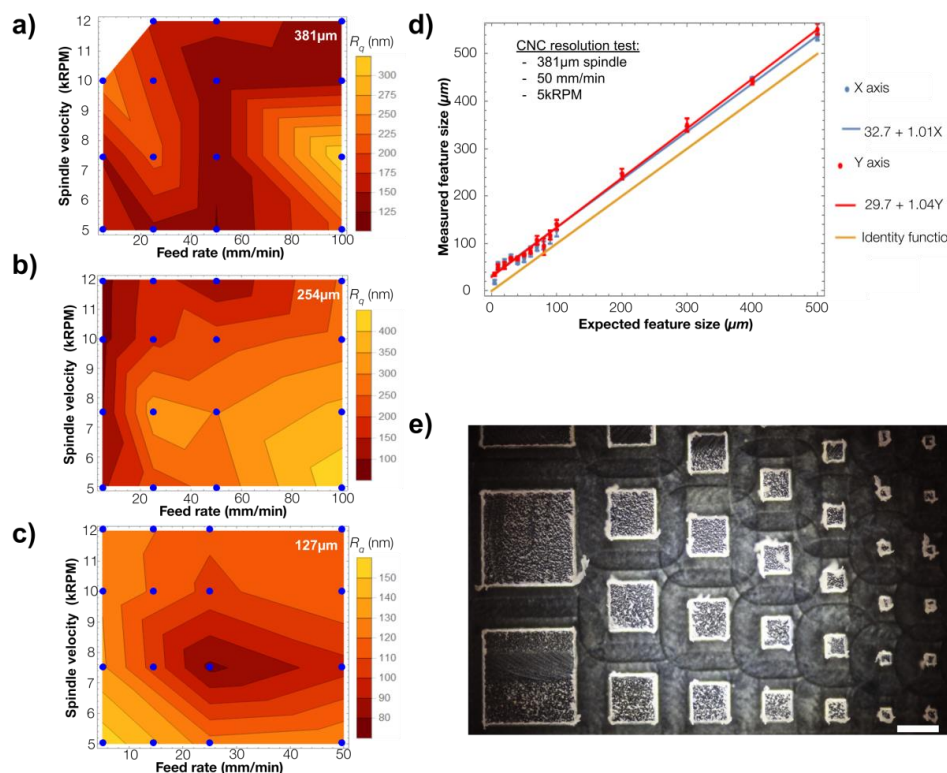 a)
381µm
Rq (nm)
Spindle velocity (kRPM)
12
11
10
9
8
7
6
5
20
40
60
80
100
Feed rate (mm/min)
325
300
275
250
225
200
175
150
125
100
b)
254µm
Rq (nm)
Spindle velocity (kRPM)
12
11
10
9
8
7
6
5
0
20
40
60
80
100
Feed rate (mm/min)
400
350
300
250
200
150
100
c)
127µm
Rq (nm)
Spindle velocity (kRPM)
12
11
10
9
8
7
6
5
10
20
30
40
50
Feed rate (mm/min)
150
140
130
120
110
100
90
80
d)
CNC resolution test:
- 381µm spindle
- 50 mm/min
- 5kRPM
Measured feature size (µm)
500
400
300
200
100
0
0
100
200
300
400
500
Expected feature size (µm)
X axis
32.7 + 1.01X
Y axis
29.7 + 1.04Y
Identity functio
e)